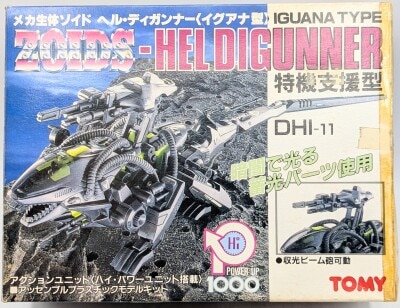 メカ生体ゾイド ヘル・ディガンナー〈イグアナ型〉
IGUANA TYPE
ZOIDS-HELDIGUNNER
特機支援型
DHI-11
暗闇で光る
蓄光パーツ使用
Hi
POWER UP
1000
アクションユニット〈ハイ・パワーユニット搭載〉
■アッセンブルプラスチックモデルキット
●収光ビーム砲可動
TOMY